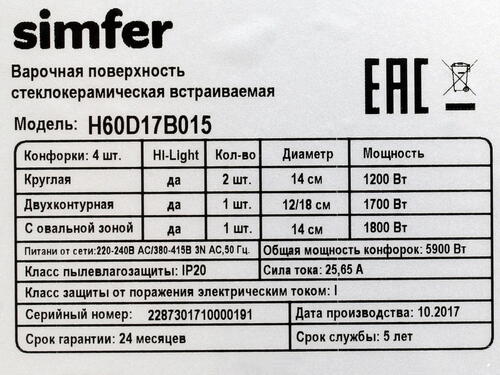 simfer
Варочная поверхность
стеклокерамическая встраиваемая
EAC
Модель: H60D17B015
Конфорки: 4 шт. HI-Light Кол-во Диаметр Мощность
Круглая да 2 шт. 14 см 1200 Вт
Двухконтурная да 1 шт. 12/18 см 1700 Вт
С овальной зоной да 1 шт. 14 см 1800 Вт
Питани от сети:220-240В AC/380-415В 3N AC,50 Гц. Общая мощность конфорок: 5900 Вт
Класс пылевлагозащиты: IP20 Сила тока: 25,65 А
Класс защиты от поражения электрическим током: I
Серийный номер: 2287301710000191 Дата производства: 10.2017
Срок гарантии: 24 месяцев Срок службы: 5 лет